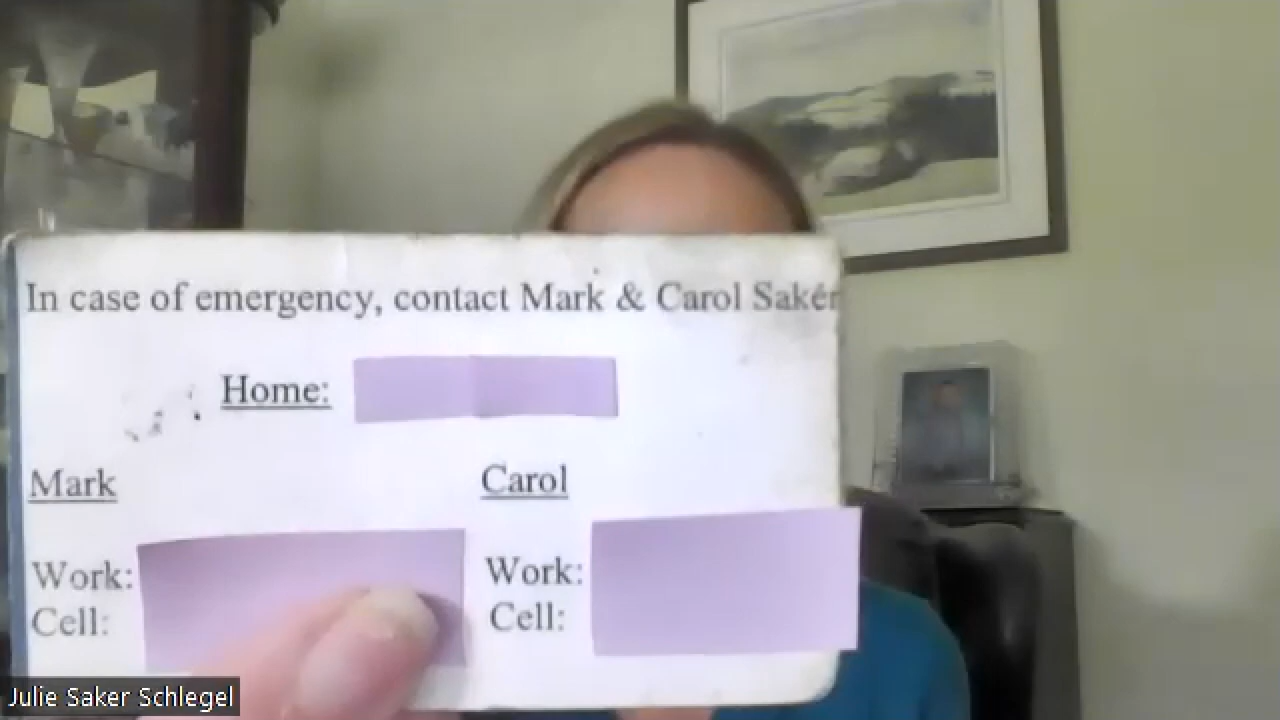 In case of emergency, contact Mark & Carol Saker
Home:
Mark
Carol
Work:
Work:
Cell:
Cell:
Julie Saker Schlegel